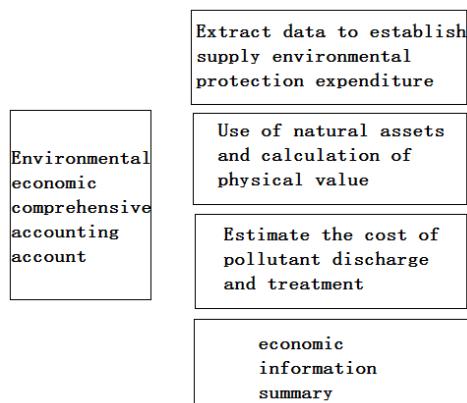 Environmental
economic
comprehensive
accounting
account
Extract data to establish
supply environmental
protection expenditure
Use of natural assets
and calculation of
physical value
Estimate the cost of
pollutant discharge
and treatment
economic
information
summary